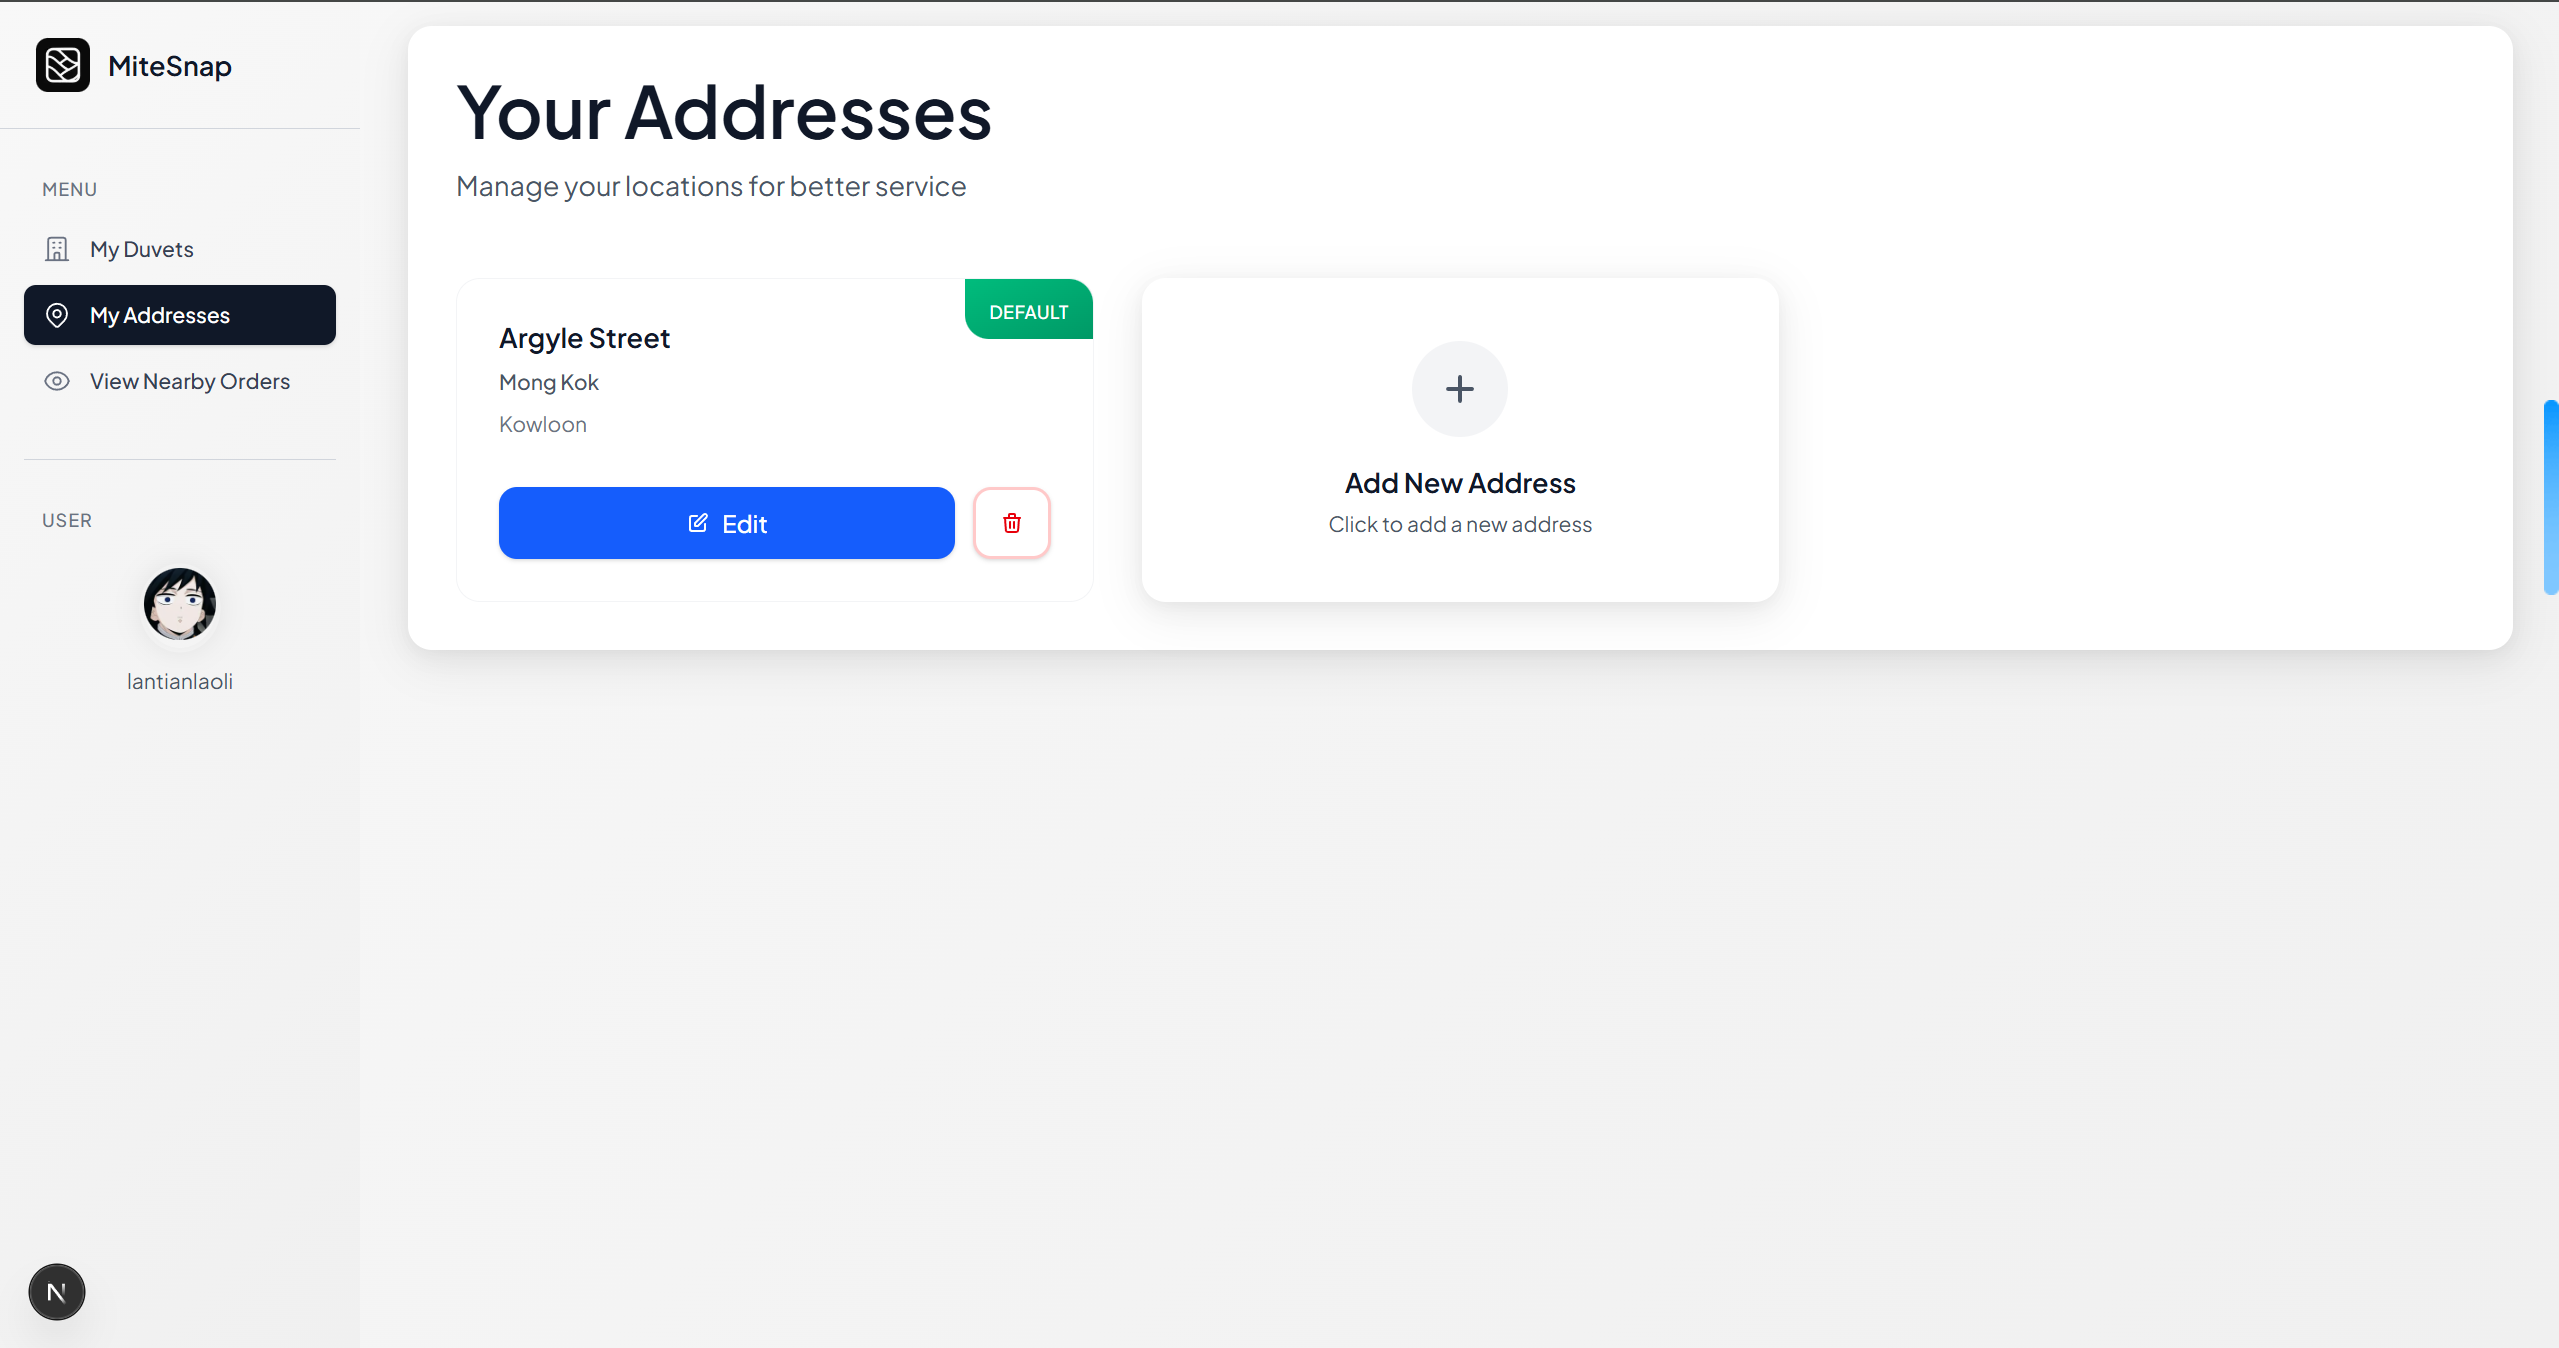 MiteSnap
MENU
My Duvets
My Addresses
View Nearby Orders
USER
lantianlaoli
N
Your Addresses
Manage your locations for better service
DEFAULT
Argyle Street
Mong Kok
Kowloon
Edit
Add New Address
Click to add a new address